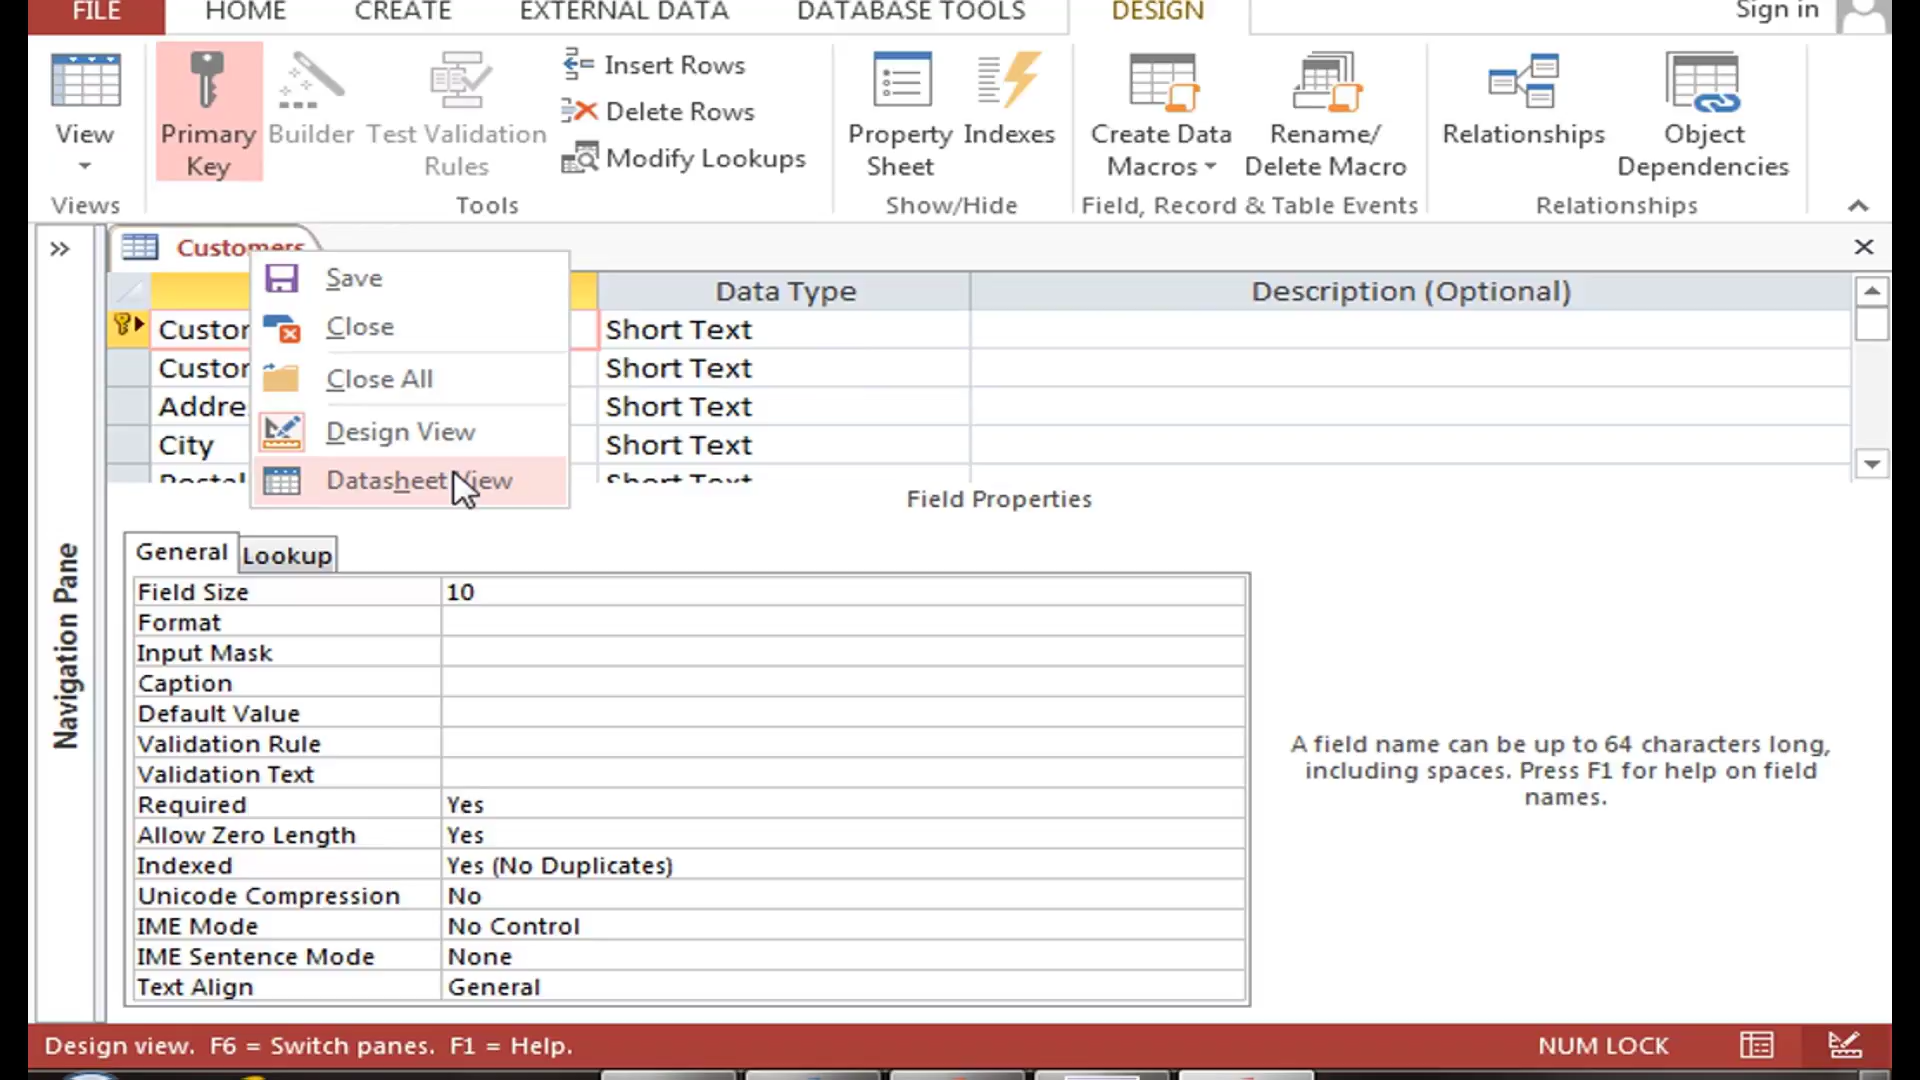 FILE HOME CREATE EXTERNAL DATA DATABASE TOOLS DESIGN Sign in
View
Primary Key
Builder
Test Validation Rules
Insert Rows
Delete Rows
Modify Lookups
Property Sheet
Indexes
Create Data Macros
Rename/ Delete Macro
Relationships
Object Dependencies
Views Tools Show/Hide Field, Record & Table Events Relationships
Customers
Save
Close
Close All
Design View
Datasheet View
Data Type Description (Optional)
Custo Short Text
Custo Short Text
Addre Short Text
City Short Text
Short Text
Field Properties
Navigation Pane
General Lookup
Field Size 10
Format
Input Mask
Caption
Default Value
Validation Rule
Validation Text
Required Yes
Allow Zero Length Yes
Indexed Yes (No Duplicates)
Unicode Compression No
IME Mode No Control
IME Sentence Mode None
Text Align General
A field name can be up to 64 characters long,
including spaces. Press F1 for help on field
names.
Design view. F6 = Switch panes. F1 = Help. NUM LOCK